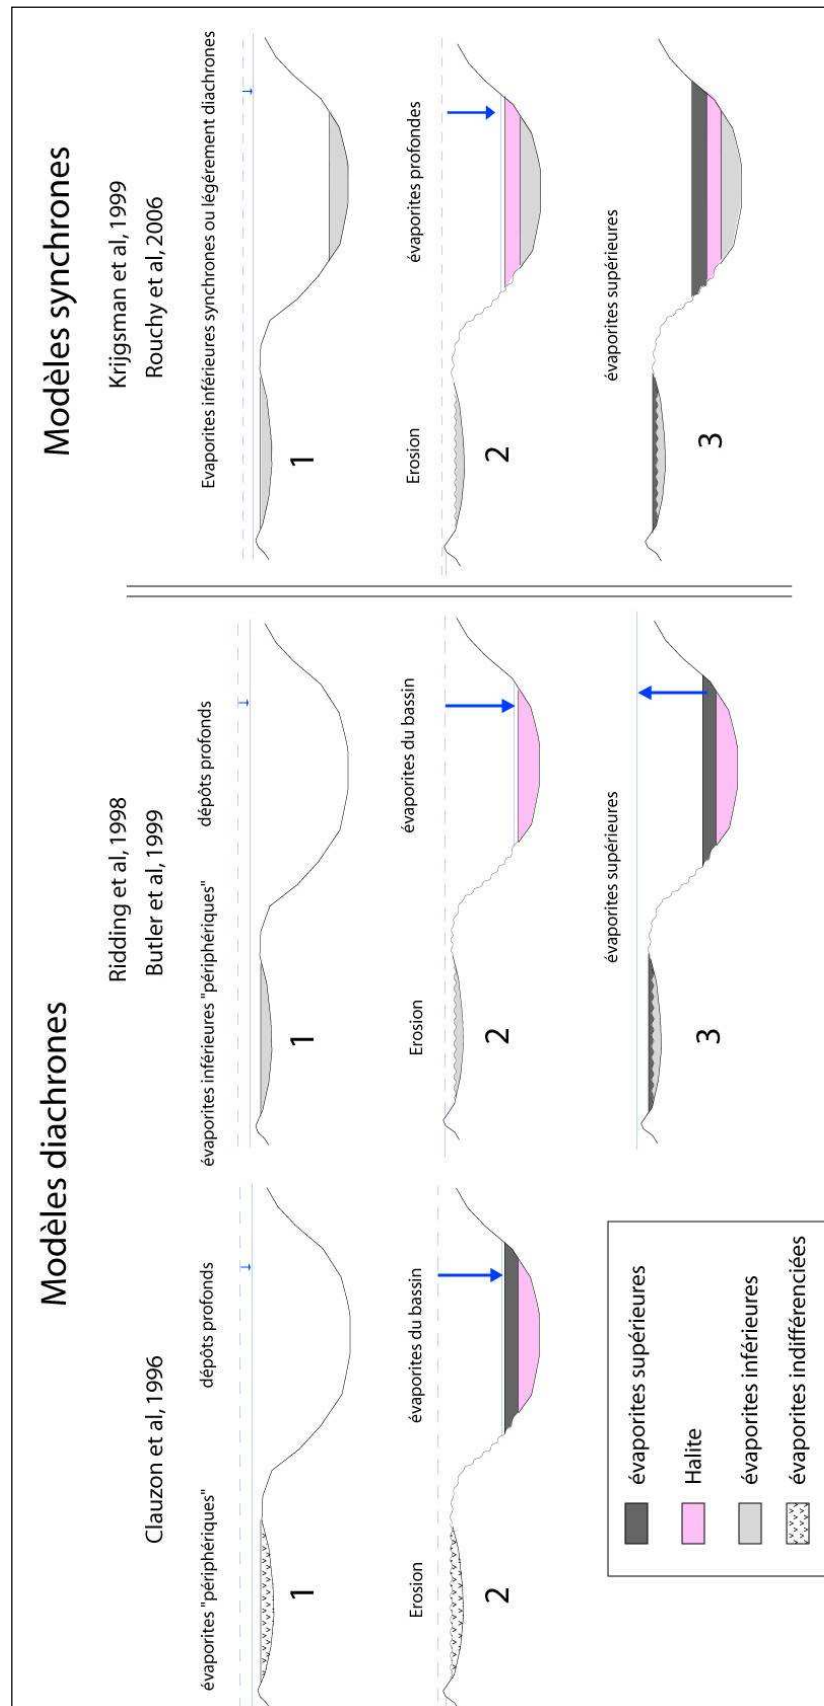 Modèles diachrones
Modèles synchrones
Clauzon et al, 1996
Ridding et al, 1998
Butler et al, 1999
Krijgsman et al, 1999
Rouchy et al, 2006
évaporites "périphériques"
dépôts profonds
1
évaporites inférieures "périphériques"
dépôts profonds
1
Evaporites inférieures synchrones ou légérement diachrones
1
Erosion
évaporites du bassin
2
Erosion
évaporites du bassin
2
Erosion
évaporites profondes
2
évaporites supérieures
3
évaporites supérieures
3
évaporites supérieures
Halite
évaporites inférieures
évaporites indifférenciées